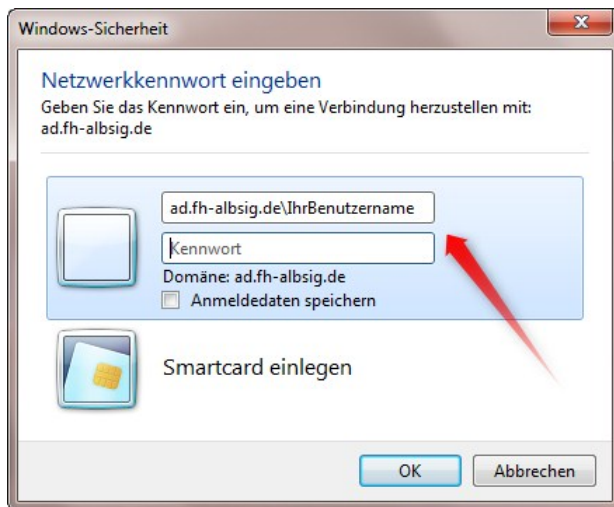 Windows-Sicherheit
Netzwerkkennwort eingeben
Geben Sie das Kennwort ein, um eine Verbindung herzustellen mit:
ad.fh-albsig.de
ad.fh-albsig.de\IhrBenutzername
Kennwort
Domäne: ad.fh-albsig.de
Anmeldedaten speichern
Smartcard einlegen
OK
Abbrechen